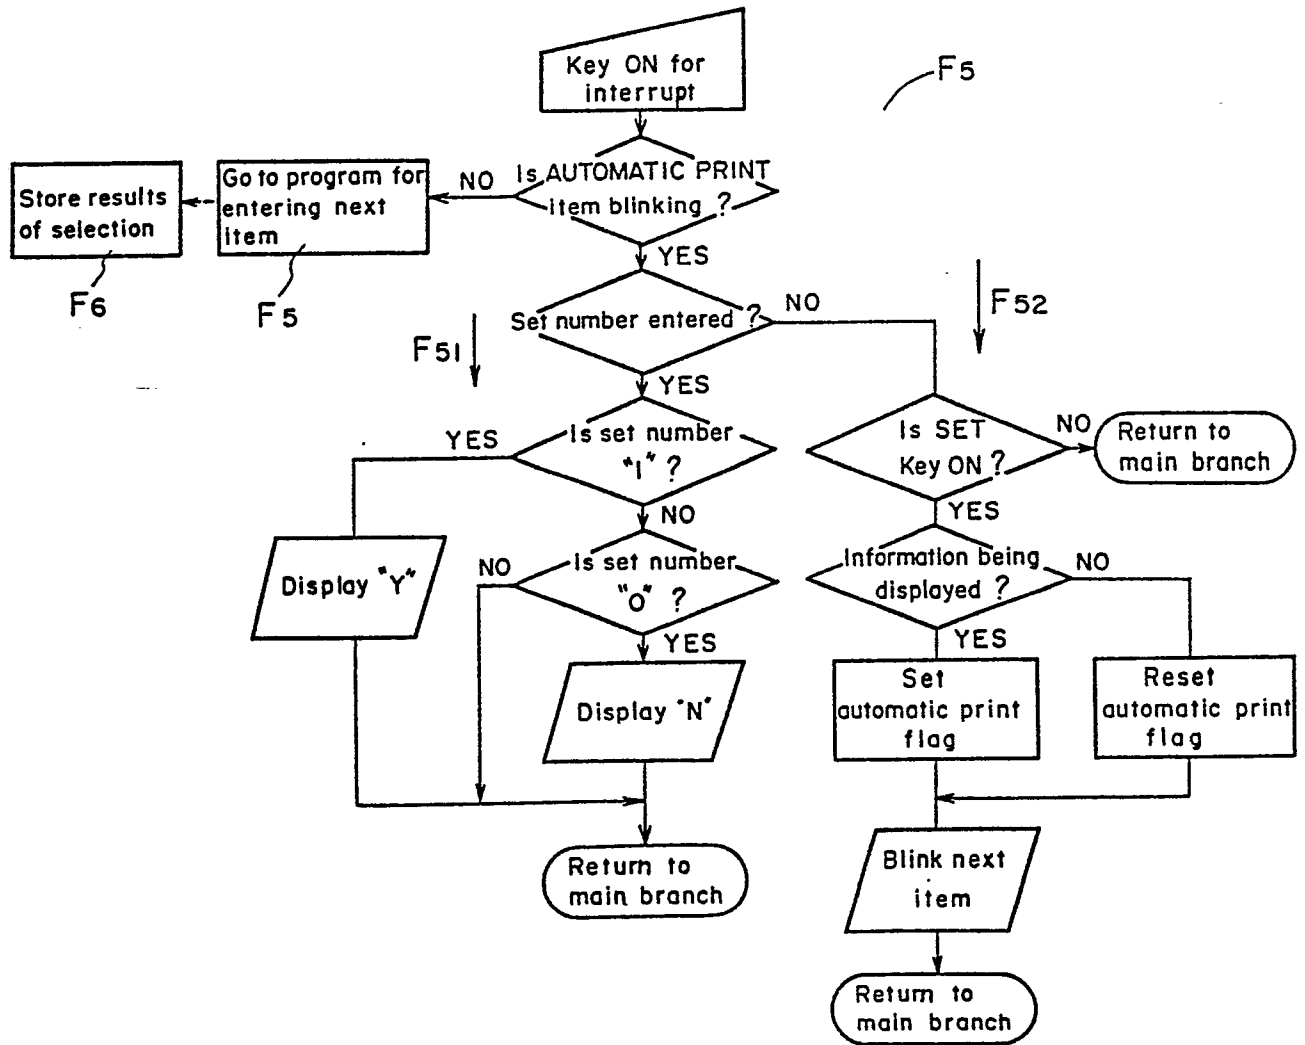 Key ON for
interrupt
F5
Is AUTOMATIC PRINT
item blinking ?
NO
Go to program for
entering next
item
Store results
of selection
F6
F5
YES
Set number entered ?
NO
F51
F52
YES
Is set number
"1" ?
YES
NO
Is SET
Key ON ?
NO
Return to
main branch
YES
Display "Y"
Is set number
"0" ?
NO
YES
Information being
displayed ?
NO
YES
Display "N"
Set
automatic print
flag
Reset
automatic print
flag
Return to
main branch
Blink next
item
Return to
main branch